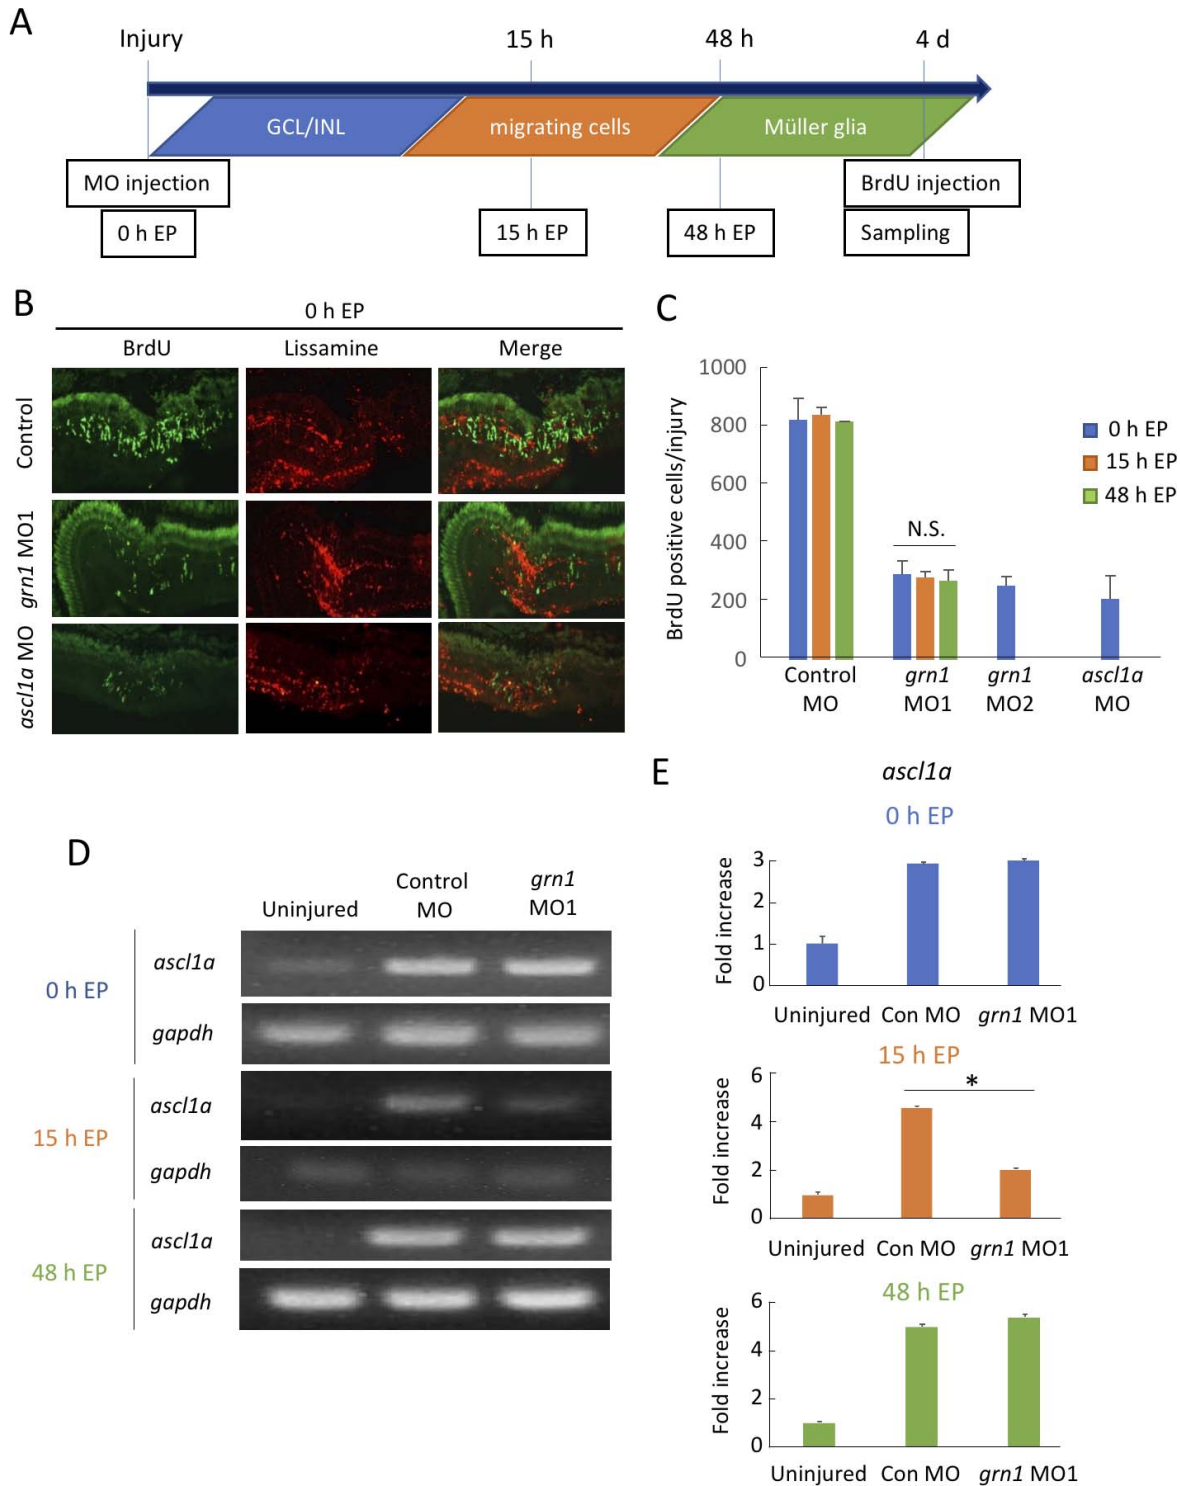 A
Injury
15 h
48 h
4 d
GCL/INL
migrating cells
Müller glia
MO injection
BrdU injection
0 h EP
15 h EP
48 h EP
Sampling
B
0 h EP
BrdU
Lissamine
Merge
Control
grn1 MO1
ascl1a MO
C
BrdU positive cells/injury
1000
800
600
400
200
0
N.S.
0 h EP
15 h EP
48 h EP
Control
MO
grn1
MO1
grn1
MO2
ascl1a
MO
D
Uninjured
Control
MO
grn1
MO1
0 h EP
ascl1a
gapdh
15 h EP
ascl1a
gapdh
48 h EP
ascl1a
gapdh
E
ascl1a
0 h EP
Fold increase
3
2
1
0
Uninjured Con MO grn1 MO1
15 h EP
Fold increase
6
4
2
0
*
Uninjured Con MO grn1 MO1
48 h EP
Fold increase
6
4
2
0
Uninjured Con MO grn1 MO1